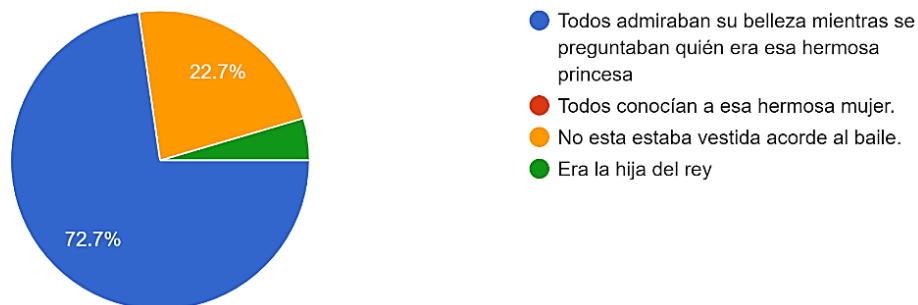 22.7%
72.7%
Todos admiraban su belleza mientras se
preguntaban quién era esa hermosa
princesa
Todos conocían a esa hermosa mujer.
No esta estaba vestida acorde al baile.
Era la hija del rey